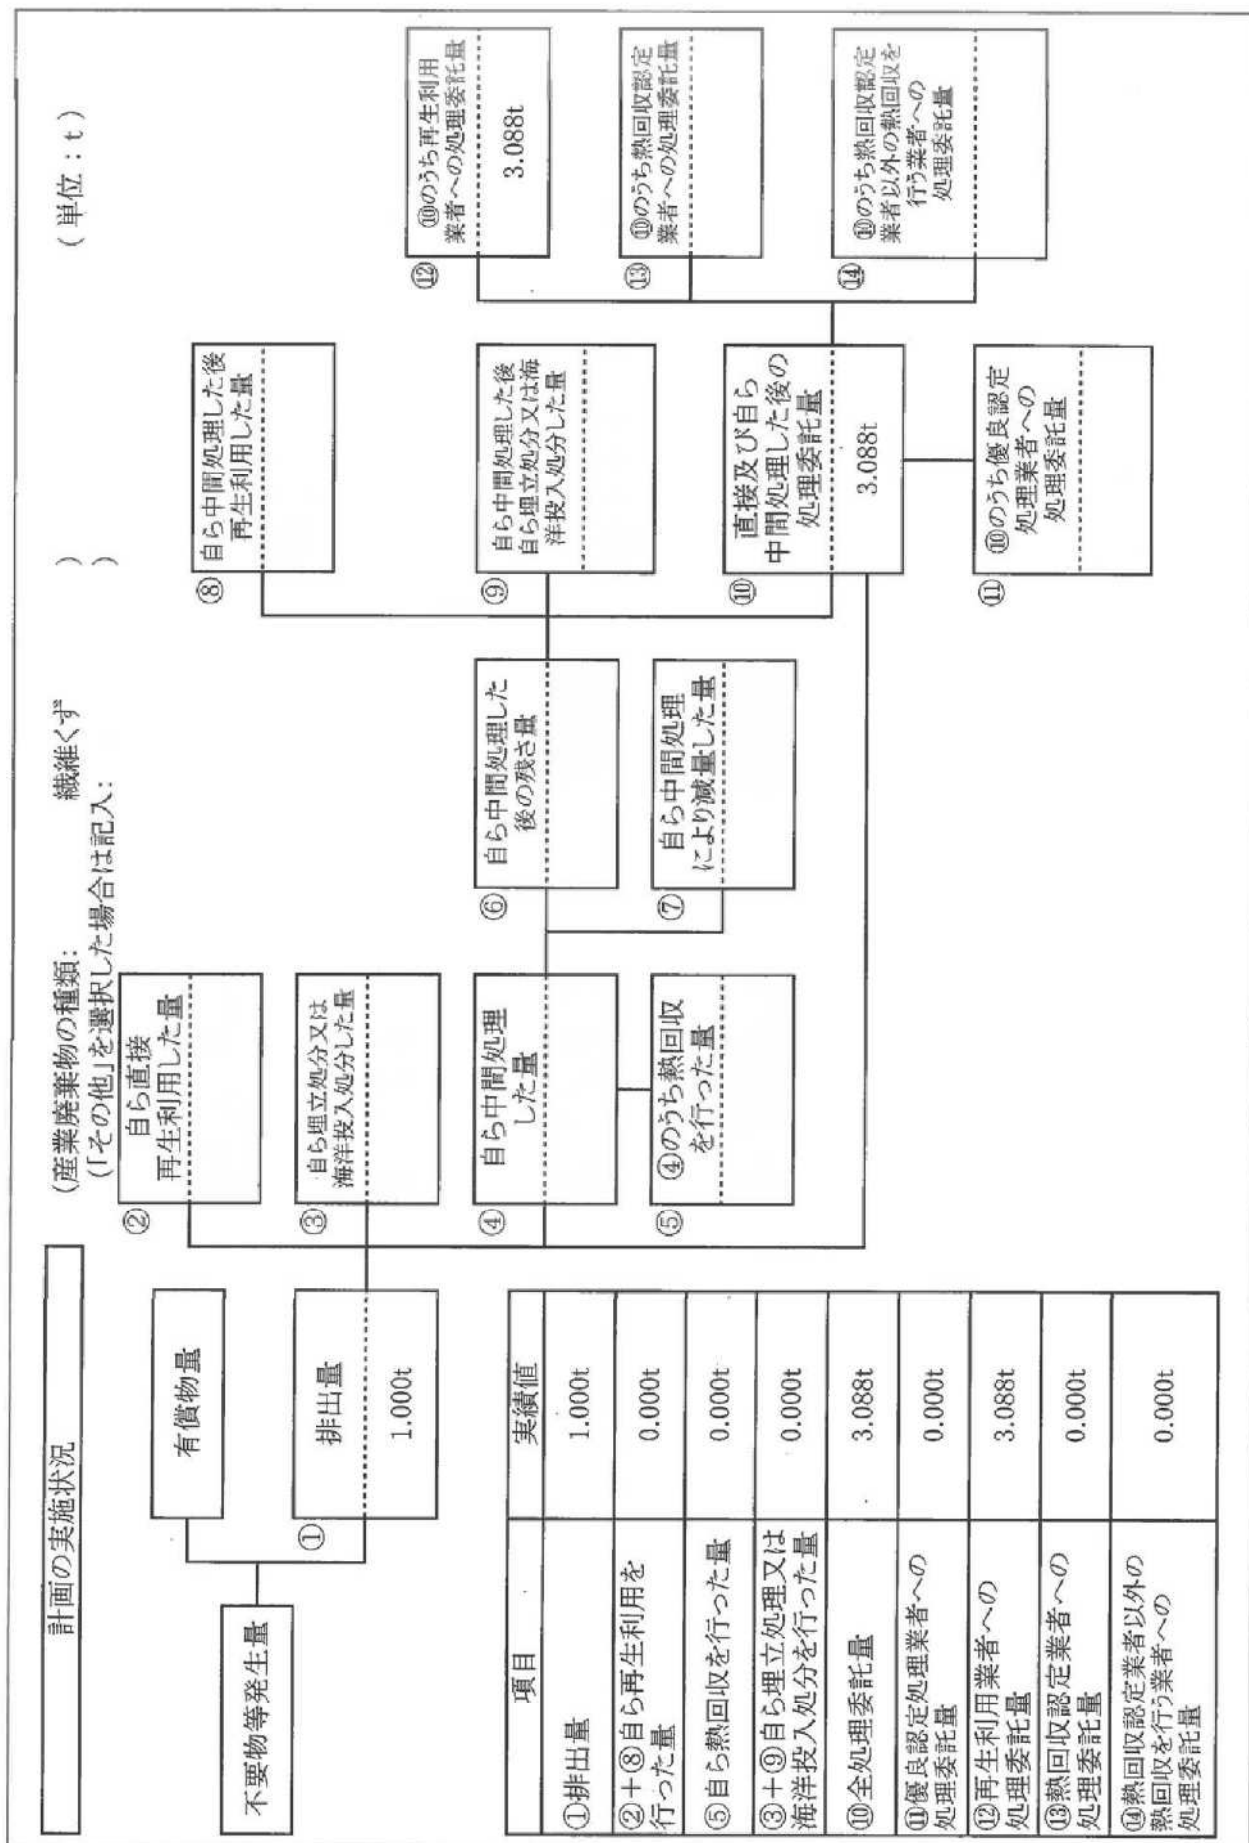 計画の実施状況
(産業廃棄物の種類: 繊維くず )
(「その他」を選択した場合は記入: )
(単位:t)
不要物等発生量
有償物量
①
排出量
1.000t
②
自ら直接
再生利用した量
③
自ら埋立処分又は
海洋投入処分した量
④
自ら中間処理
した量
⑤
④のうち熱回収
を行った量
⑥
自ら中間処理した
後の残さ量
⑦
自ら中間処理
により減量した量
⑧
自ら中間処理した後
再生利用した量
⑨
自ら中間処理した後
自ら埋立処分又は海
洋投入処分した量
⑩
直接及び自ら
中間処理した後の
処理委託量
3.088t
⑪
⑩のうち優良認定
処理業者への
処理委託量
⑫
⑩のうち再生利用
業者への処理委託量
3.088t
⑬
⑩のうち熱回収認定
業者への処理委託量
⑭
⑩のうち熱回収認定
業者以外の熱回収を
行う業者への
処理委託量
項目 実績値
①排出量 1.000t
②+⑧自ら再生利用を
行った量 0.000t
⑤自ら熱回収を行った量 0.000t
③+⑨自ら埋立処理又は
海洋投入処分を行った量 0.000t
⑩全処理委託量 3.088t
⑪優良認定処理業者への
処理委託量 0.000t
⑫再生利用業者への
処理委託量 3.088t
⑬熱回収認定業者への
処理委託量 0.000t
⑭熱回収認定業者以外の
熱回収を行う業者への
処理委託量 0.000t